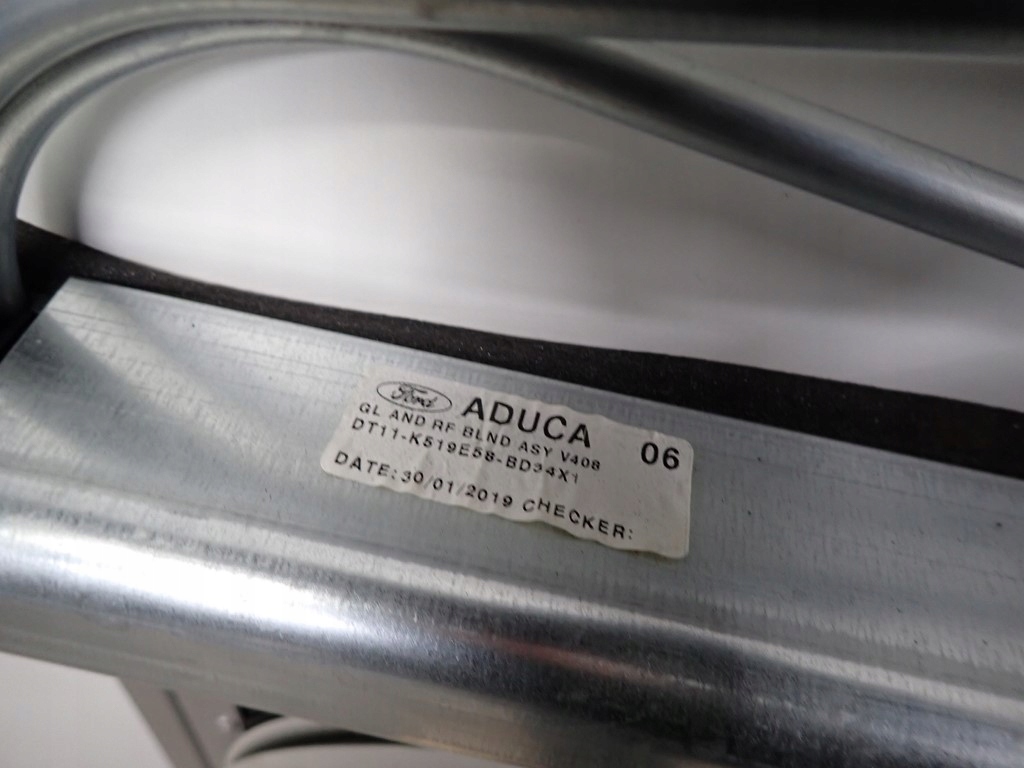 Ford ADUCA 06
GL AND RF BLND ASY V408
DT11-K519E58-BD34X1
DATE: 30/01/2019 CHECKER: